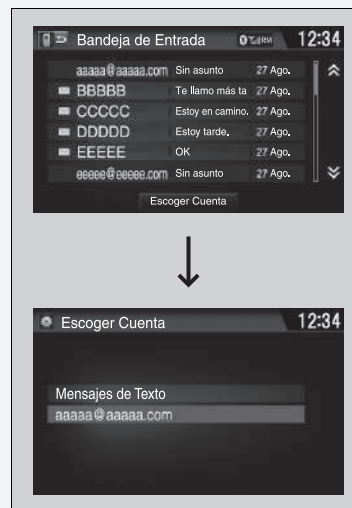 Bandeja de Entrada 12:34
aaaaa@aaaaa.com Sin asunto 27 Ago.
BBBBB Te llamo más ta 27 Ago.
CCCCC Estoy en camino. 27 Ago.
DDDDD Estoy tarde. 27 Ago.
EEEEE OK 27 Ago.
eeeee@eeeee.com Sin asunto 27 Ago.
Escoger Cuenta
Escoger Cuenta 12:34
Mensajes de Texto
aaaaa@aaaaa.com